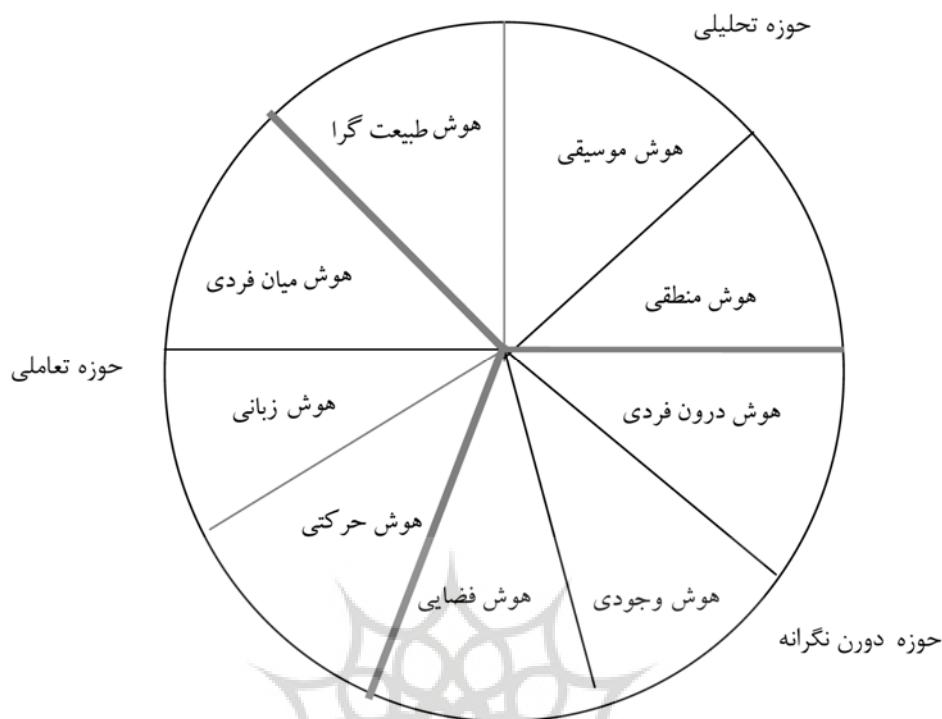 حوزه تحلیلی
هوش طبیعت گرا
هوش موسیقی
هوش میان فردی
هوش منطقی
حوزه تعاملی
هوش زبانی
هوش درون فردی
هوش حرکتی
هوش فضایی
هوش وجودی
حوزه دورن نگرانه